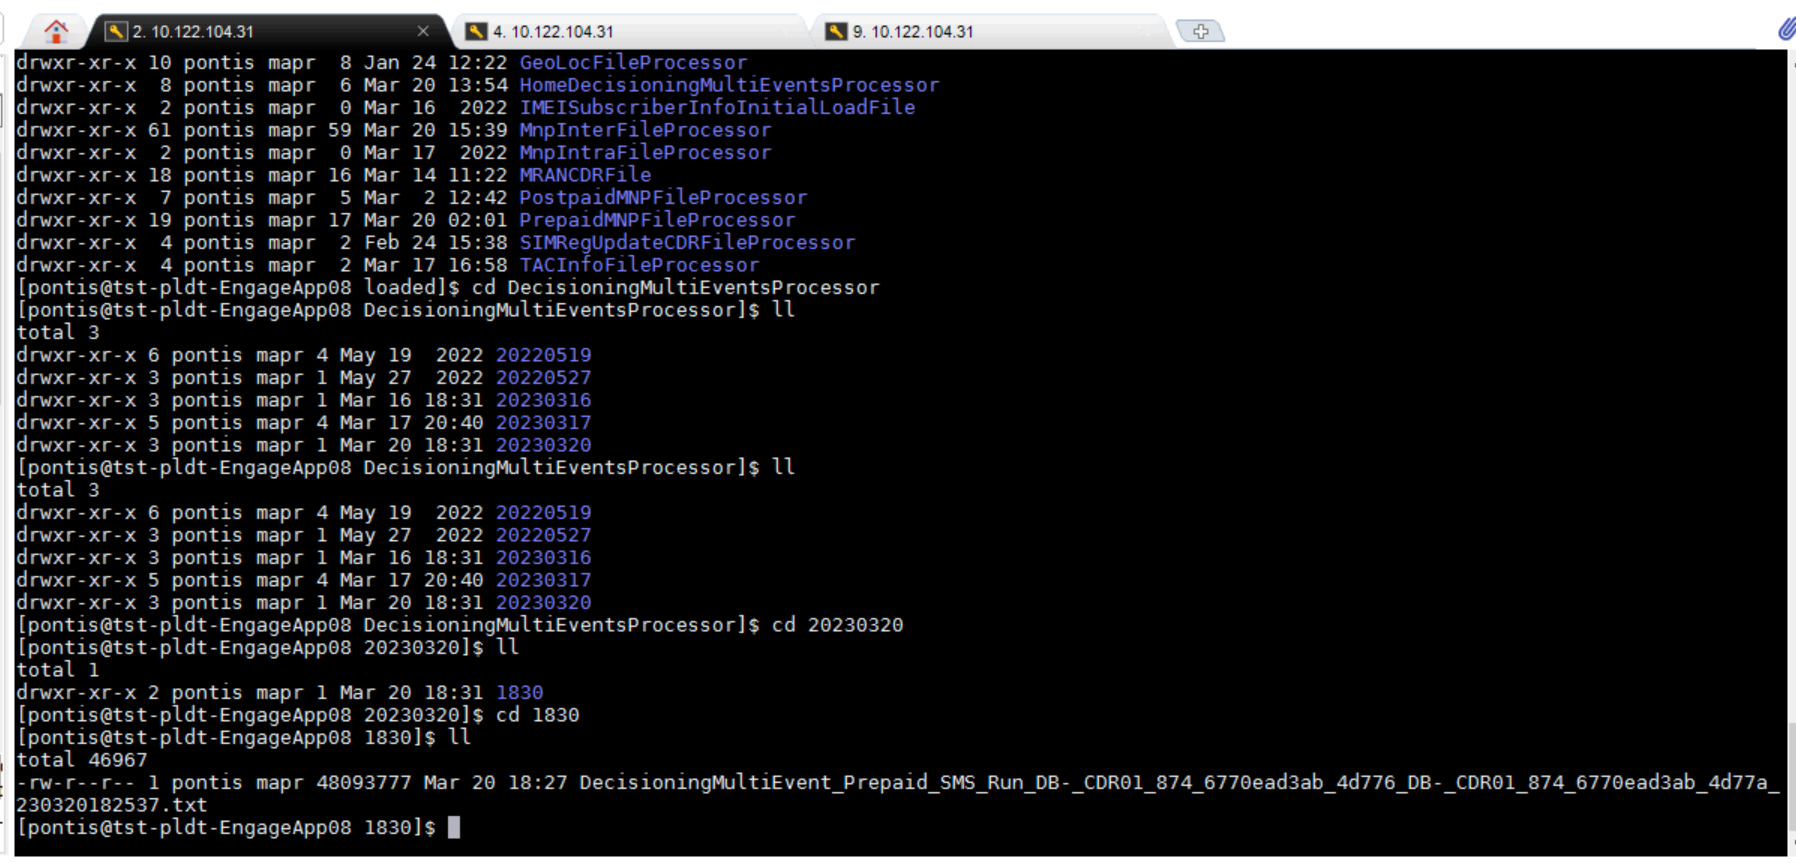 2. 10.122.104.31
4. 10.122.104.31
9. 10.122.104.31
drwxr-xr-x 10 pontis mapr  8 Jan 24 12:22 GeoLocFileProcessor
drwxr-xr-x  8 pontis mapr  6 Mar 20 13:54 HomeDecisioningMultiEventsProcessor
drwxr-xr-x  2 pontis mapr  0 Mar 16  2022 IMEISubscriberInfoInitialLoadFile
drwxr-xr-x 61 pontis mapr 59 Mar 20 15:39 MnpInterFileProcessor
drwxr-xr-x  2 pontis mapr  0 Mar 17  2022 MnpIntraFileProcessor
drwxr-xr-x 18 pontis mapr 16 Mar 14 11:22 MRANCDRFile
drwxr-xr-x  7 pontis mapr  5 Mar  2 12:42 PostpaidMNPFileProcessor
drwxr-xr-x 19 pontis mapr 17 Mar 20 02:01 PrepaidMNPFileProcessor
drwxr-xr-x  4 pontis mapr  2 Feb 24 15:38 SIMRegUpdateCDRFileProcessor
drwxr-xr-x  4 pontis mapr  2 Mar 17 16:58 TACInfoFileProcessor
[pontis@tst-pldt-EngageApp08 loaded]$ cd DecisioningMultiEventsProcessor
[pontis@tst-pldt-EngageApp08 DecisioningMultiEventsProcessor]$ ll
total 3
drwxr-xr-x 6 pontis mapr 4 May 19  2022 20220519
drwxr-xr-x 3 pontis mapr 1 May 27  2022 20220527
drwxr-xr-x 3 pontis mapr 1 Mar 16 18:31 20230316
drwxr-xr-x 5 pontis mapr 4 Mar 17 20:40 20230317
drwxr-xr-x 3 pontis mapr 1 Mar 20 18:31 20230320
[pontis@tst-pldt-EngageApp08 DecisioningMultiEventsProcessor]$ ll
total 3
drwxr-xr-x 6 pontis mapr 4 May 19  2022 20220519
drwxr-xr-x 3 pontis mapr 1 May 27  2022 20220527
drwxr-xr-x 3 pontis mapr 1 Mar 16 18:31 20230316
drwxr-xr-x 5 pontis mapr 4 Mar 17 20:40 20230317
drwxr-xr-x 3 pontis mapr 1 Mar 20 18:31 20230320
[pontis@tst-pldt-EngageApp08 DecisioningMultiEventsProcessor]$ cd 20230320
[pontis@tst-pldt-EngageApp08 20230320]$ ll
total 1
drwxr-xr-x 2 pontis mapr 1 Mar 20 18:31 1830
[pontis@tst-pldt-EngageApp08 20230320]$ cd 1830
[pontis@tst-pldt-EngageApp08 1830]$ ll
total 46967
-rw-r--r-- 1 pontis mapr 48093777 Mar 20 18:27 DecisioningMultiEvent_Prepaid_SMS_Run_DB-_CDR01_874_6770ead3ab_4d776_DB-_CDR01_874_6770ead3ab_4d77a_
230320182537.txt
[pontis@tst-pldt-EngageApp08 1830]$